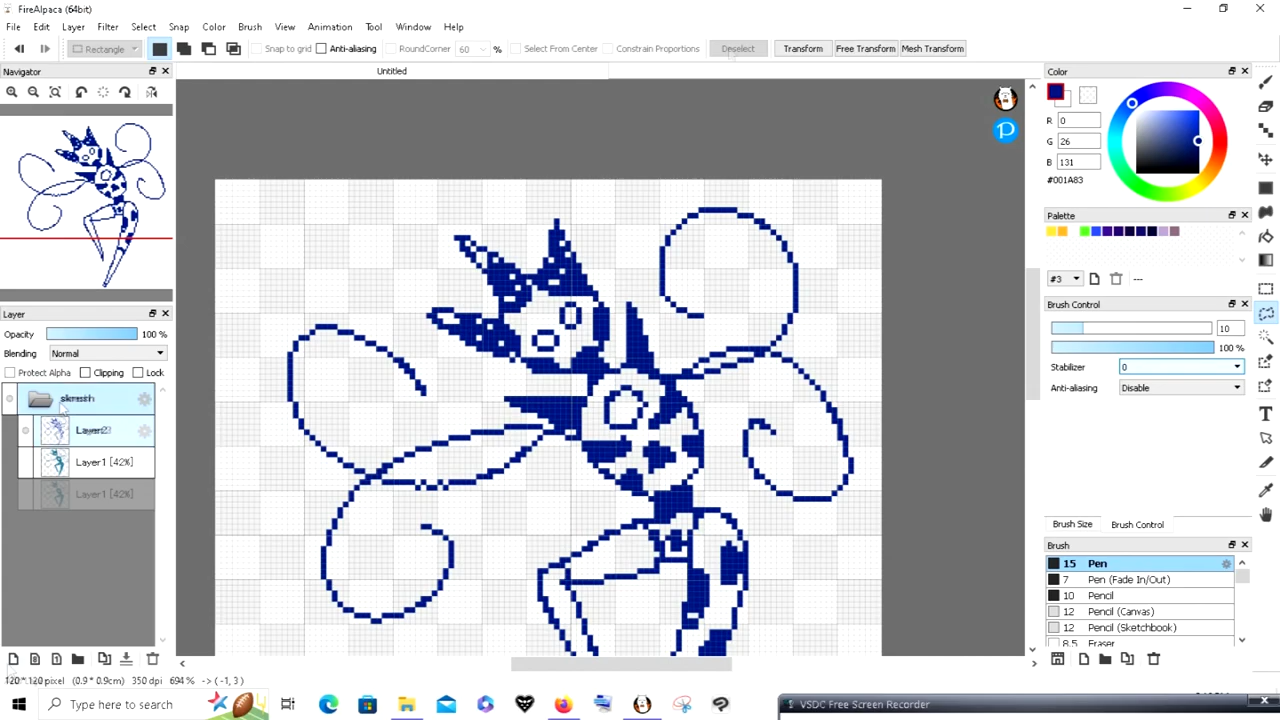 FireAlpaca (64bit)
File Edit Layer Filter Select Snap Color Brush View Animation Tool Window Help
Rectangle Snap to grid Anti-aliasing RoundCorner 60 % Select From Center Constrain Proportions Deselect Transform Free Transform Mesh Transform
Navigator
Untitled
Color
R 0
G 26
B 131
#001A83
Palette
#3 ---
Layer
Opacity 100 %
Blending Normal
Protect Alpha Clipping Lock
Layer1 [42%]
Layer1 [42%]
Brush Control
10
100 %
Stabilizer 0
Anti-aliasing Disable
Brush Size Brush Control
Brush
15 Pen
7 Pen (Fade In/Out)
10 Pencil
12 Pencil (Canvas)
12 Pencil (Sketchbook)
8.5 Eraser
120*120 pixel (0.9*0.9cm) 350 dpi 694 % -> (-1, 3)
Type here to search
VSDC Free Screen Recorder